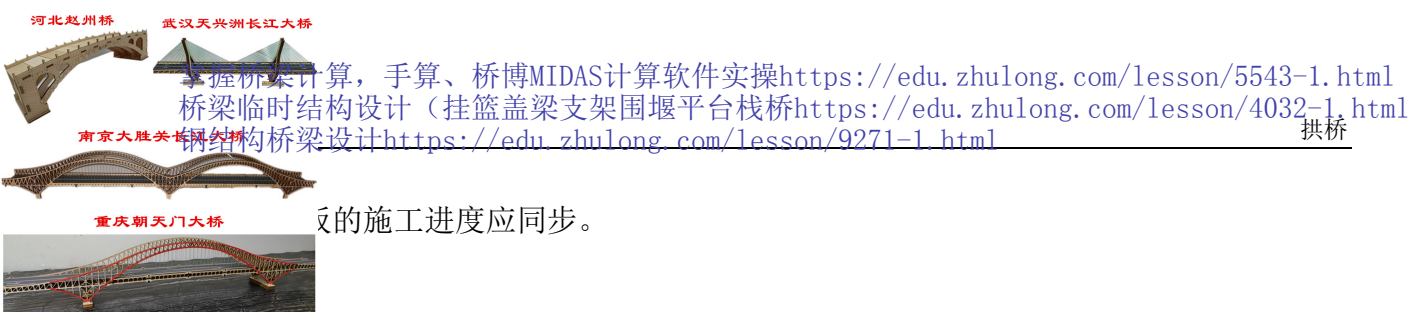 河北赵州桥
武汉天兴洲长江大桥
掌握桥梁计算，手算、桥博MIDAS计算软件实操https://edu.zhulong.com/lesson/5543-1.html
桥梁临时结构设计（挂篮盖梁支架围堰平台栈桥https://edu.zhulong.com/lesson/4032-1.html
南京大胜关长江大桥
钢结构桥梁设计https://edu.zhulong.com/lesson/9271-1.html
拱桥
重庆朝天门大桥
的施工进度应同步。